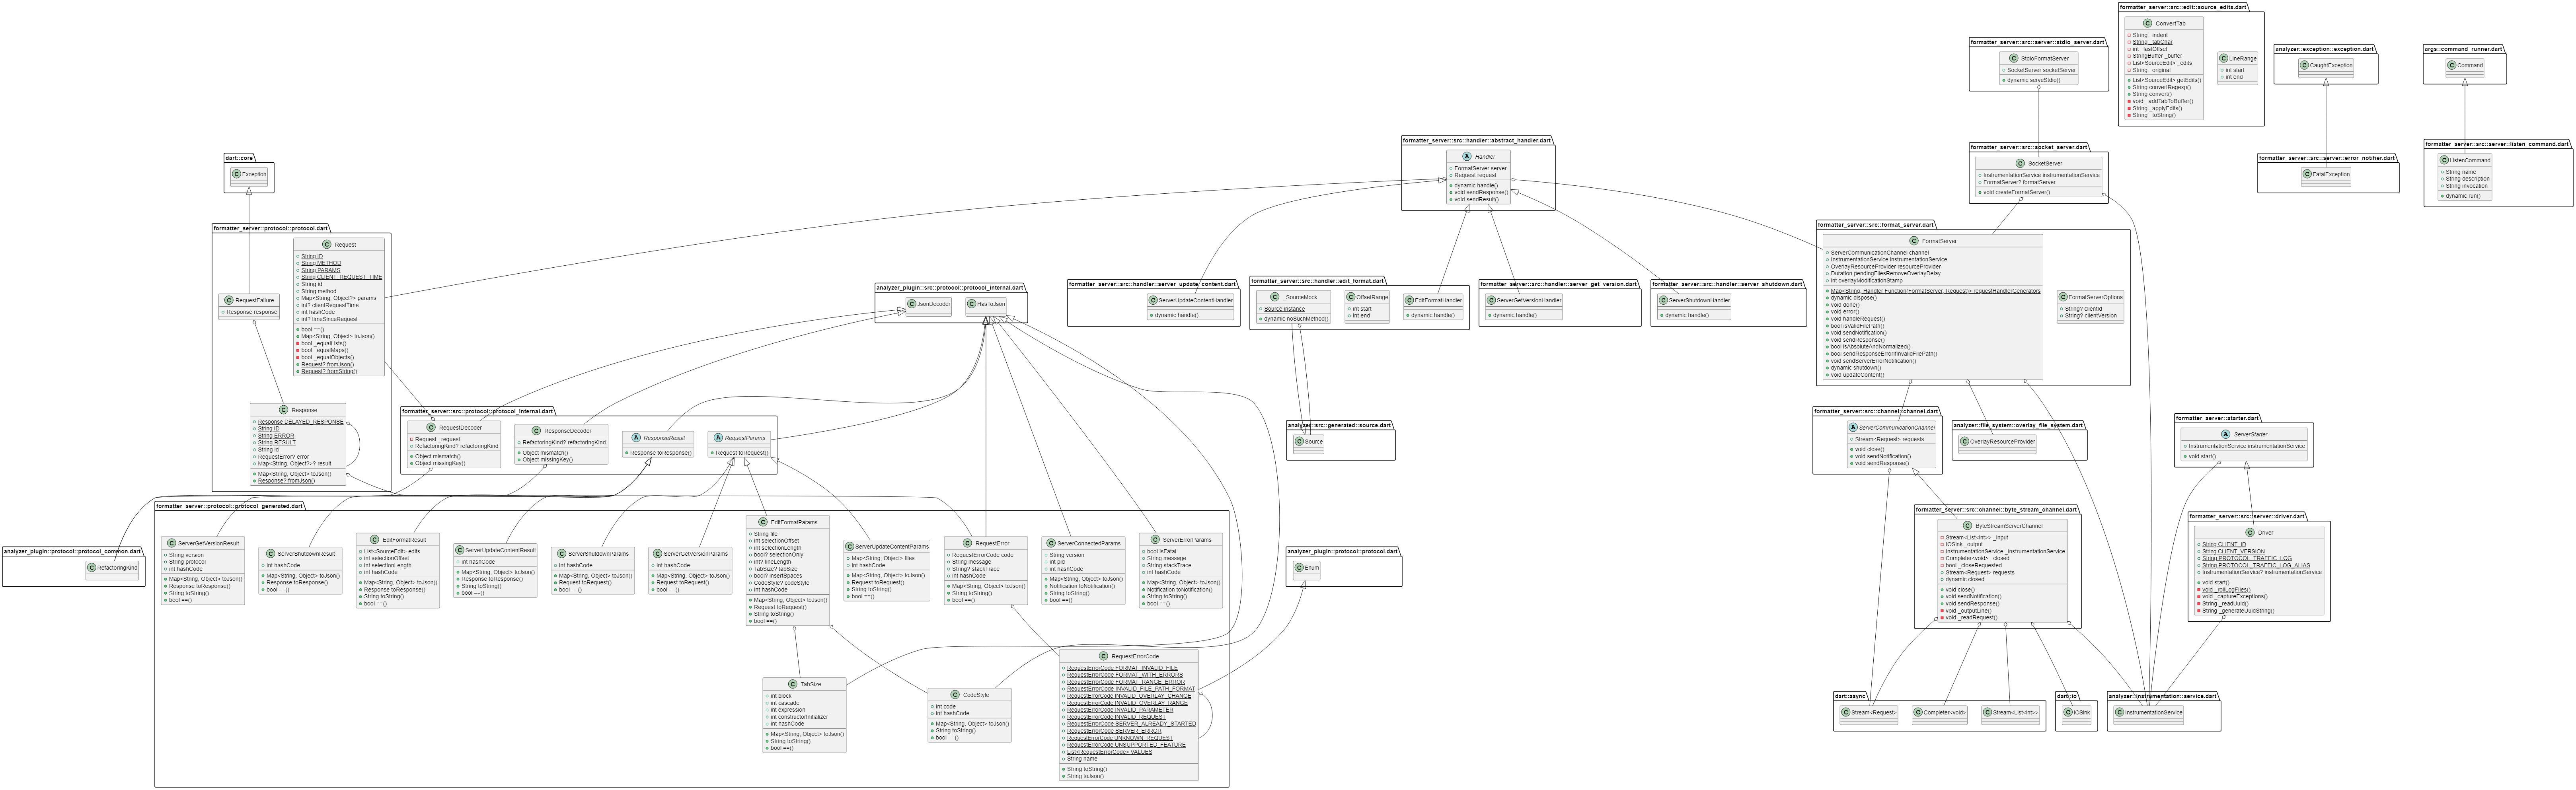 formatter_server::src::edit::source_edits.dart
ConvertTab
String _indent
String _tabChar
int _lastOffset
StringBuffer _buffer
List<SourceEdit> _edits
String _original
List<SourceEdit> getEdits()
String convertRegexp()
String convert()
void _addTabToBuffer()
String _applyEdits()
String _toString()
LineRange
int start
int end
formatter_server::src::server::stdio_server.dart
StdioFormatServer
SocketServer socketServer
dynamic serveStdio()
analyzer::exception::exception.dart
CaughtException
args::command_runner.dart
Command
formatter_server::src::handler::abstract_handler.dart
Handler
FormatServer server
Request request
dynamic handle()
void sendResponse()
void sendResult()
formatter_server::src::socket_server.dart
SocketServer
InstrumentationService instrumentationService
FormatServer? formatServer
void createFormatServer()
formatter_server::src::server::error_notifier.dart
FatalException
formatter_server::src::server::listen_command.dart
ListenCommand
String name
String description
String invocation
dynamic run()
dart::core
Exception
formatter_server::protocol::protocol.dart
Request
String ID
String METHOD
String PARAMS
String CLIENT_REQUEST_TIME
String id
String method
Map<String, Object?> params
int? clientRequestTime
int hashCode
int? timeSinceRequest
bool ==()
Map<String, Object> toJson()
bool _equalLists()
bool _equalMaps()
bool _equalObjects()
Request? fromJson()
Request? fromString()
RequestFailure
Response response
Response
Response DELAYED_RESPONSE
String ID
String ERROR
String RESULT
String id
RequestError? error
Map<String, Object?>? result
Map<String, Object> toJson()
Response? fromJson()
analyzer_plugin::src::protocol::protocol_internal.dart
JsonDecoder
HasToJson
formatter_server::src::handler::server_update_content.dart
ServerUpdateContentHandler
dynamic handle()
formatter_server::src::handler::edit_format.dart
_SourceMock
Source instance
dynamic noSuchMethod()
OffsetRange
int start
int end
EditFormatHandler
dynamic handle()
formatter_server::src::handler::server_get_version.dart
ServerGetVersionHandler
dynamic handle()
formatter_server::src::handler::server_shutdown.dart
ServerShutdownHandler
dynamic handle()
formatter_server::src::format_server.dart
FormatServer
ServerCommunicationChannel channel
InstrumentationService instrumentationService
OverlayResourceProvider resourceProvider
Duration pendingFilesRemoveOverlayDelay
int overlayModificationStamp
Map<String, Handler Function(FormatServer, Request)> requestHandlerGenerators
dynamic dispose()
void done()
void error()
void handleRequest()
bool isValidFilePath()
void sendNotification()
void sendResponse()
bool isAbsoluteAndNormalized()
bool sendResponseErrorIfInvalidFilePath()
void sendServerErrorNotification()
dynamic shutdown()
void updateContent()
FormatServerOptions
String? clientId
String? clientVersion
formatter_server::src::protocol::protocol_internal.dart
RequestDecoder
Request _request
RefactoringKind? refactoringKind
Object mismatch()
Object missingKey()
ResponseDecoder
RefactoringKind? refactoringKind
Object mismatch()
Object missingKey()
ResponseResult
Response toResponse()
RequestParams
Request toRequest()
analyzer::src::generated::source.dart
Source
formatter_server::src::channel::channel.dart
ServerCommunicationChannel
Stream<Request> requests
void close()
void sendNotification()
void sendResponse()
analyzer::file_system::overlay_file_system.dart
OverlayResourceProvider
formatter_server::starter.dart
ServerStarter
InstrumentationService instrumentationService
void start()
analyzer_plugin::protocol::protocol_common.dart
RefactoringKind
formatter_server::protocol::protocol_generated.dart
ServerGetVersionResult
String version
String protocol
int hashCode
Map<String, Object> toJson()
Response toResponse()
String toString()
bool ==()
ServerShutdownResult
int hashCode
Map<String, Object> toJson()
Response toResponse()
bool ==()
EditFormatResult
List<SourceEdit> edits
int selectionOffset
int selectionLength
int hashCode
Map<String, Object> toJson()
Response toResponse()
String toString()
bool ==()
ServerUpdateContentResult
int hashCode
Map<String, Object> toJson()
Response toResponse()
String toString()
bool ==()
ServerShutdownParams
int hashCode
Map<String, Object> toJson()
Request toRequest()
bool ==()
ServerGetVersionParams
int hashCode
Map<String, Object> toJson()
Request toRequest()
bool ==()
EditFormatParams
String file
int selectionOffset
int selectionLength
bool? selectionOnly
int? lineLength
TabSize? tabSize
bool? insertSpaces
CodeStyle? codeStyle
int hashCode
Map<String, Object> toJson()
Request toRequest()
String toString()
bool ==()
ServerUpdateContentParams
Map<String, Object> files
int hashCode
Map<String, Object> toJson()
Request toRequest()
String toString()
bool ==()
RequestError
RequestErrorCode code
String message
String? stackTrace
int hashCode
Map<String, Object> toJson()
String toString()
bool ==()
ServerConnectedParams
String version
int pid
int hashCode
Map<String, Object> toJson()
Notification toNotification()
String toString()
bool ==()
ServerErrorParams
bool isFatal
String message
String stackTrace
int hashCode
Map<String, Object> toJson()
Notification toNotification()
String toString()
bool ==()
TabSize
int block
int cascade
int expression
int constructorInitializer
int hashCode
Map<String, Object> toJson()
String toString()
bool ==()
CodeStyle
int code
int hashCode
Map<String, Object> toJson()
String toString()
bool ==()
RequestErrorCode
RequestErrorCode FORMAT_INVALID_FILE
RequestErrorCode FORMAT_WITH_ERRORS
RequestErrorCode FORMAT_RANGE_ERROR
RequestErrorCode INVALID_FILE_PATH_FORMAT
RequestErrorCode INVALID_OVERLAY_CHANGE
RequestErrorCode INVALID_OVERLAY_RANGE
RequestErrorCode INVALID_PARAMETER
RequestErrorCode INVALID_REQUEST
RequestErrorCode SERVER_ALREADY_STARTED
RequestErrorCode SERVER_ERROR
RequestErrorCode UNKNOWN_REQUEST
RequestErrorCode UNSUPPORTED_FEATURE
List<RequestErrorCode> VALUES
String name
String toString()
String toJson()
analyzer_plugin::protocol::protocol.dart
Enum
formatter_server::src::channel::byte_stream_channel.dart
ByteStreamServerChannel
Stream<List<int>> _input
IOSink _output
InstrumentationService _instrumentationService
Completer<void> _closed
bool _closeRequested
Stream<Request> requests
dynamic closed
void close()
void sendNotification()
void sendResponse()
void _outputLine()
void _readRequest()
formatter_server::src::server::driver.dart
Driver
String CLIENT_ID
String CLIENT_VERSION
String PROTOCOL_TRAFFIC_LOG
String PROTOCOL_TRAFFIC_LOG_ALIAS
InstrumentationService? instrumentationService
void start()
void _rollLogFiles()
void _captureExceptions()
String _readUuid()
String _generateUuidString()
dart::async
Stream<Request>
Completer<void>
Stream<List<int>>
dart::io
IOSink
analyzer::instrumentation::service.dart
InstrumentationService